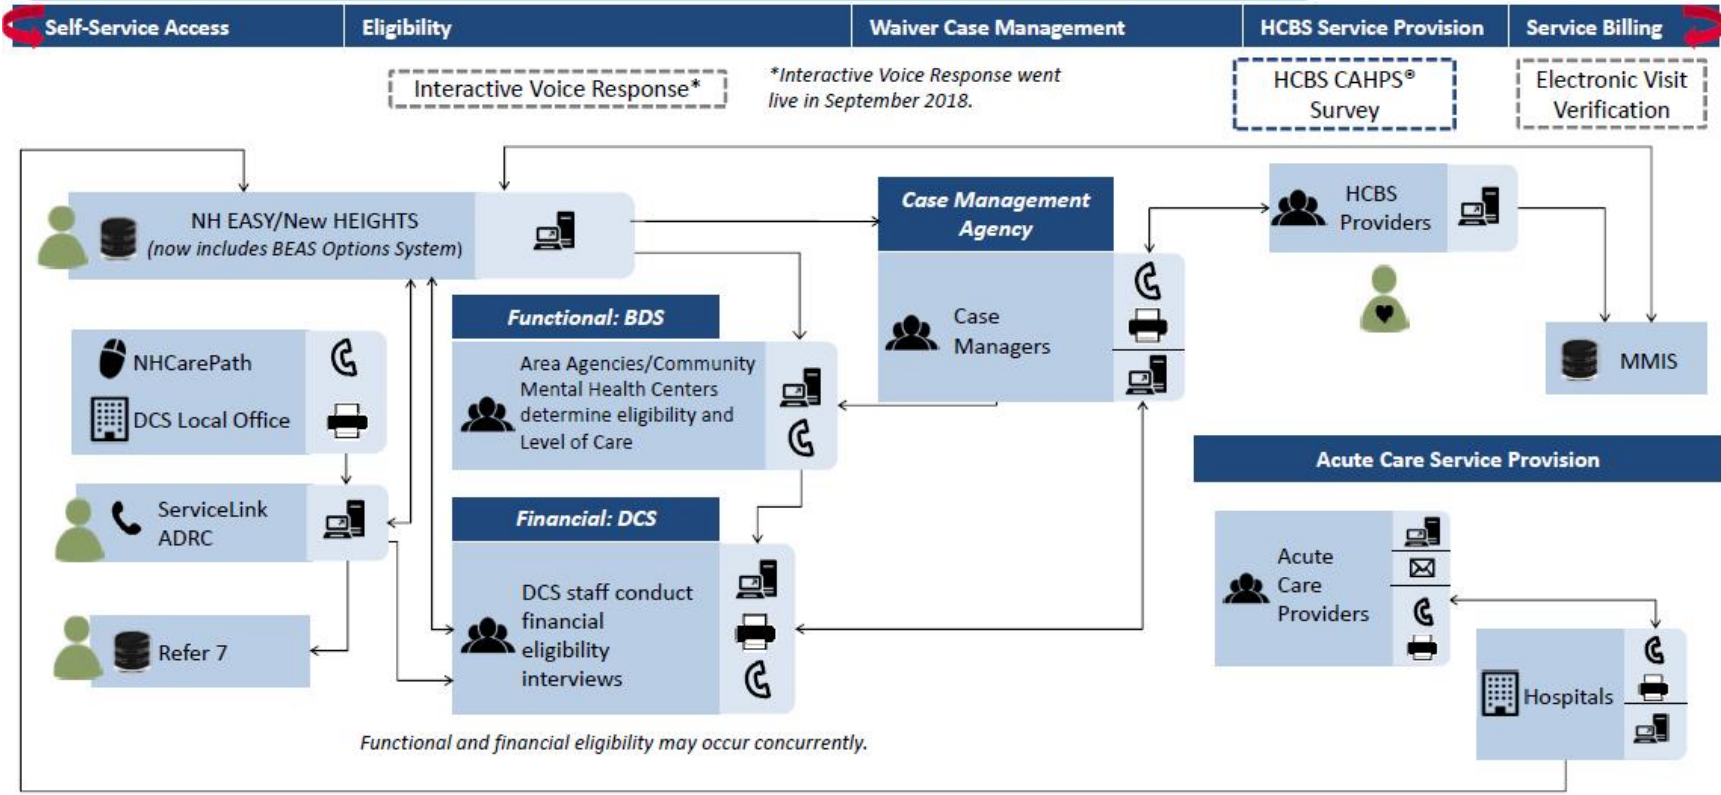 Self-Service Access
Eligibility
Waiver Case Management
HCBS Service Provision
Service Billing
Interactive Voice Response*
*Interactive Voice Response went
live in September 2018.
HCBS CAHPS®
Survey
Electronic Visit
Verification
NH EASY/New HEIGHTS
(now includes BEAS Options System)
Case Management
Agency
HCBS
Providers
Functional: BDS
Case
Managers
NHCarePath
DCS Local Office
Area Agencies/Community
Mental Health Centers
determine eligibility and
Level of Care
MMIS
Acute Care Service Provision
ServiceLink
ADRC
Financial: DCS
DCS staff conduct
financial
eligibility
interviews
Acute
Care
Providers
Refer 7
Hospitals
Functional and financial eligibility may occur concurrently.